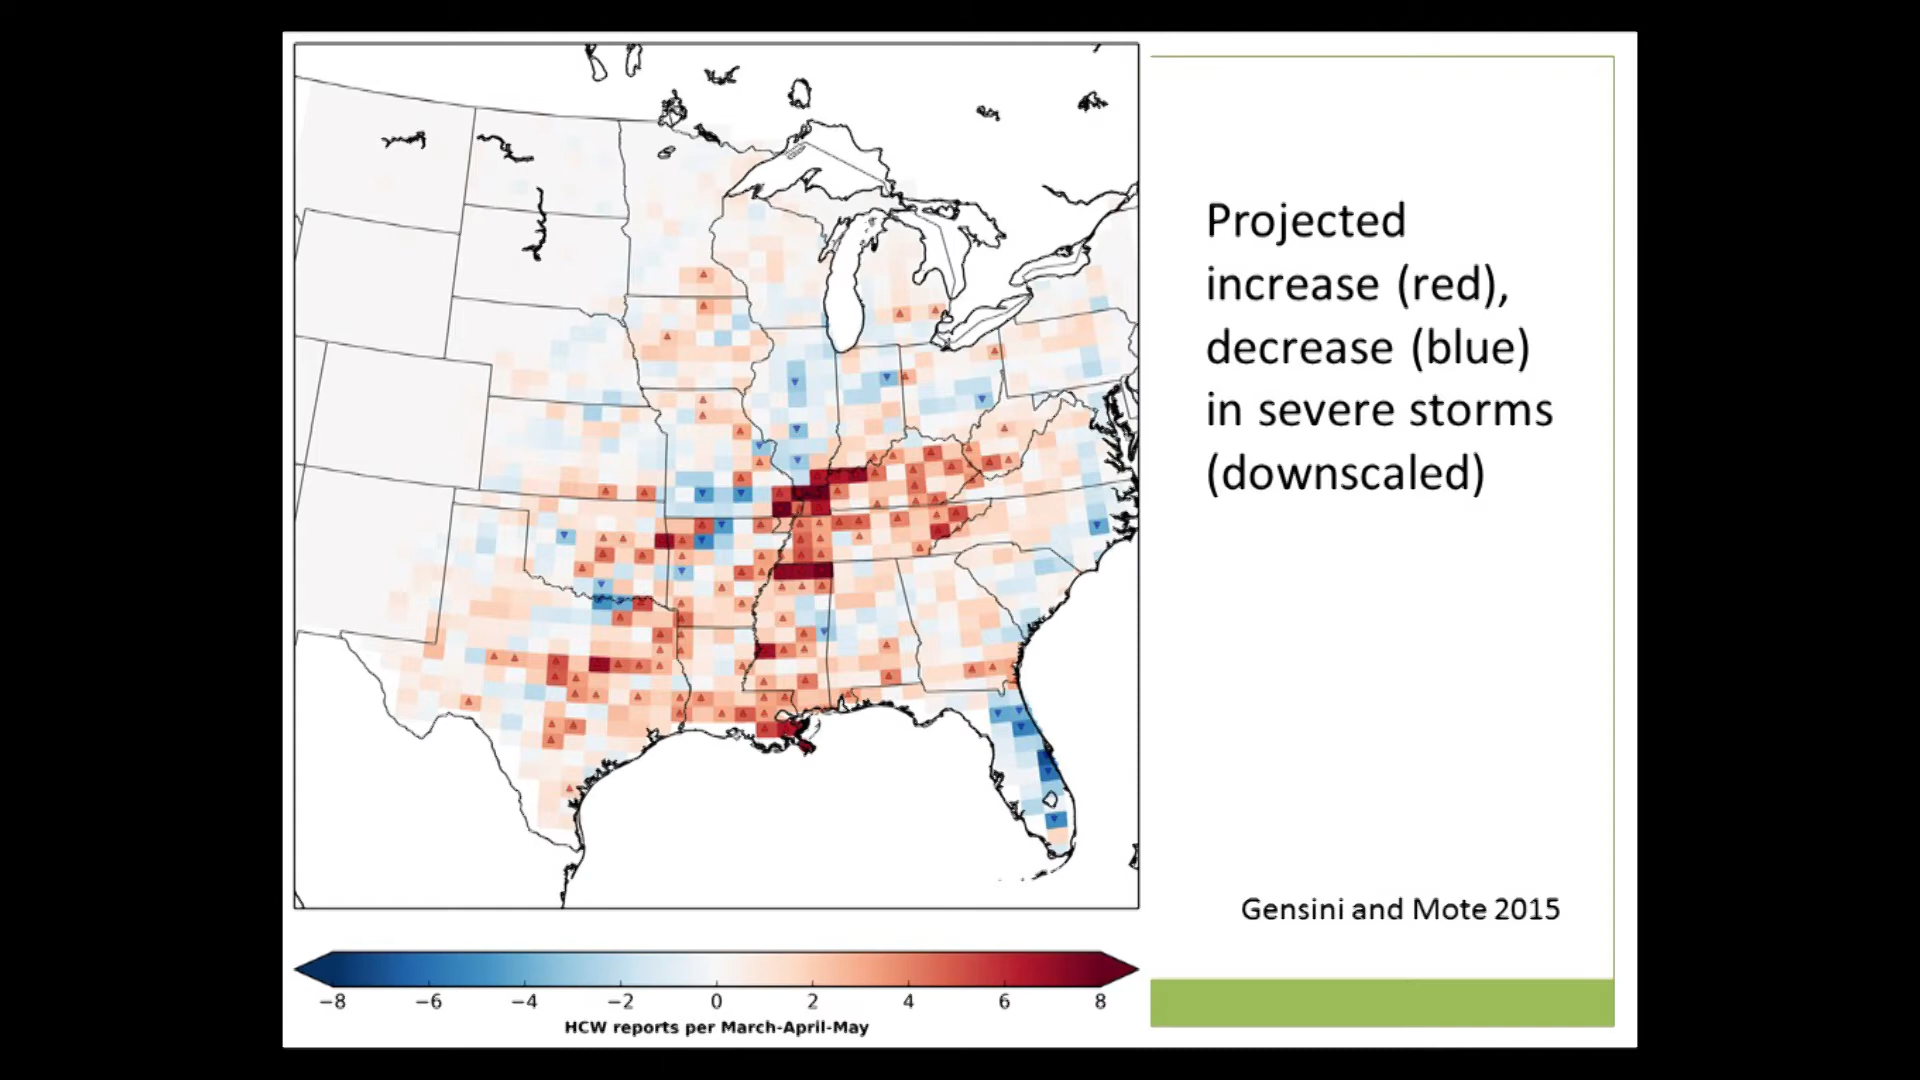 Projected
increase (red),
decrease (blue)
in severe storms
(downscaled)
Gensini and Mote 2015
−8 −6 −4 −2 0 2 4 6 8
HCW reports per March-April-May